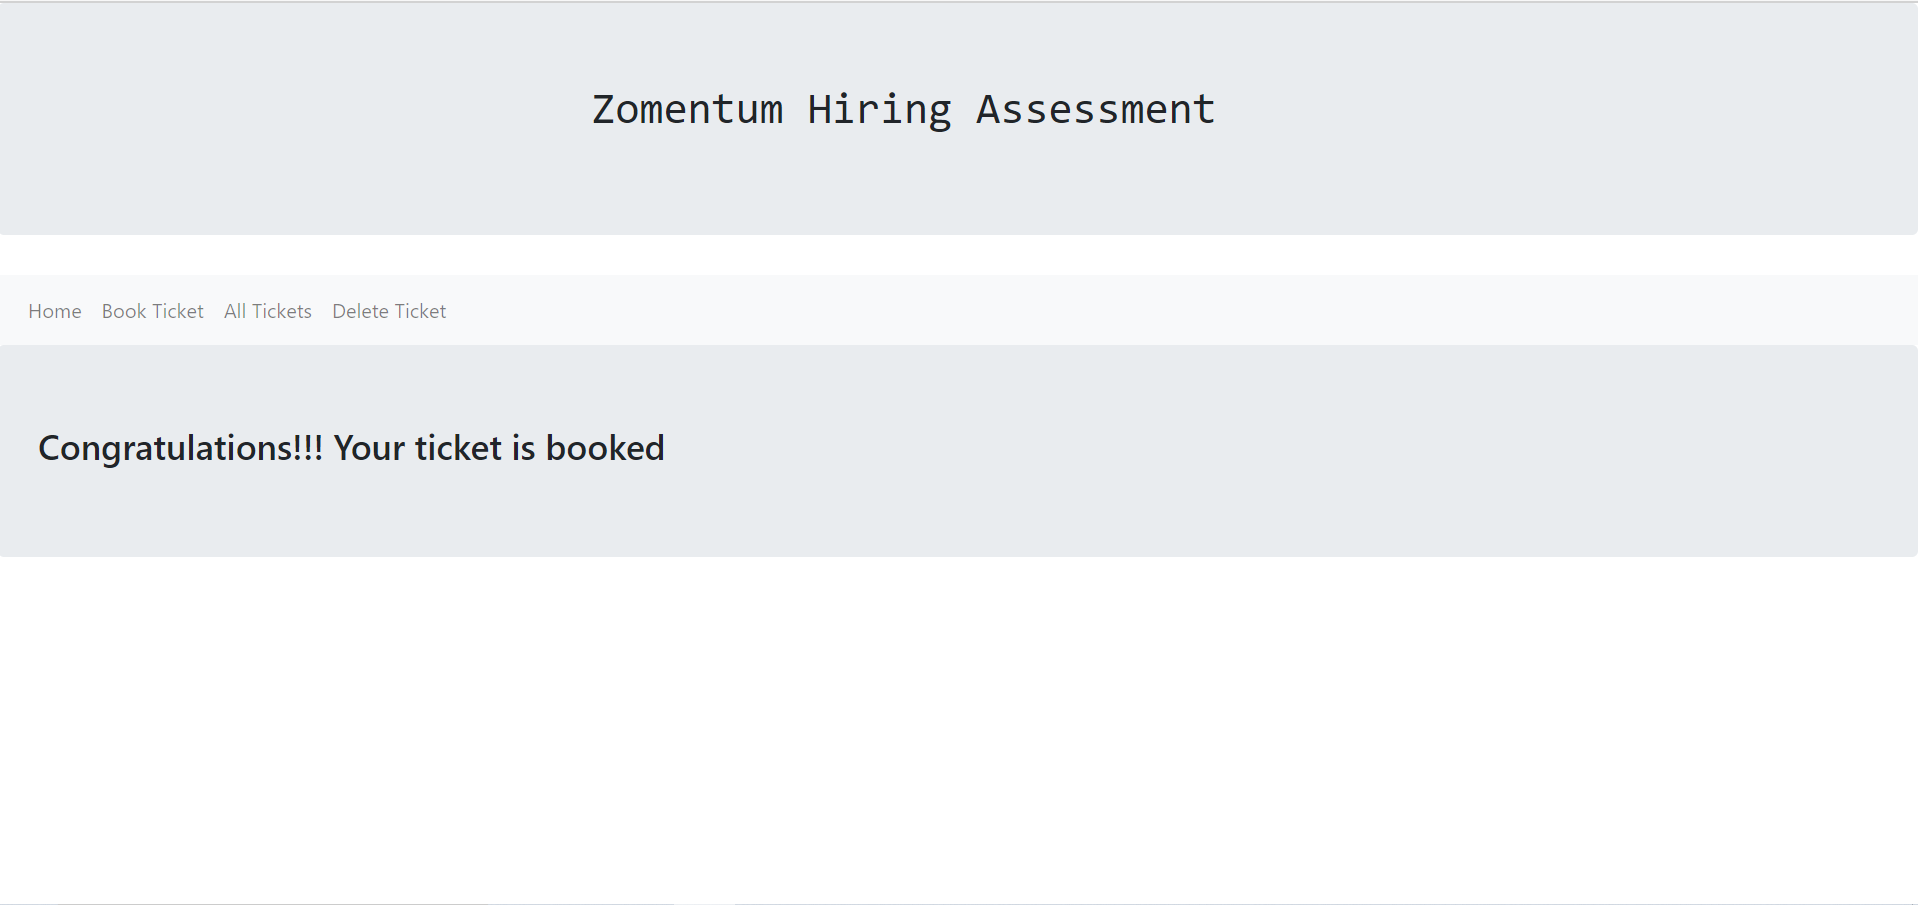 Zomentum Hiring Assessment
Home Book Ticket All Tickets Delete Ticket
Congratulations!!! Your ticket is booked